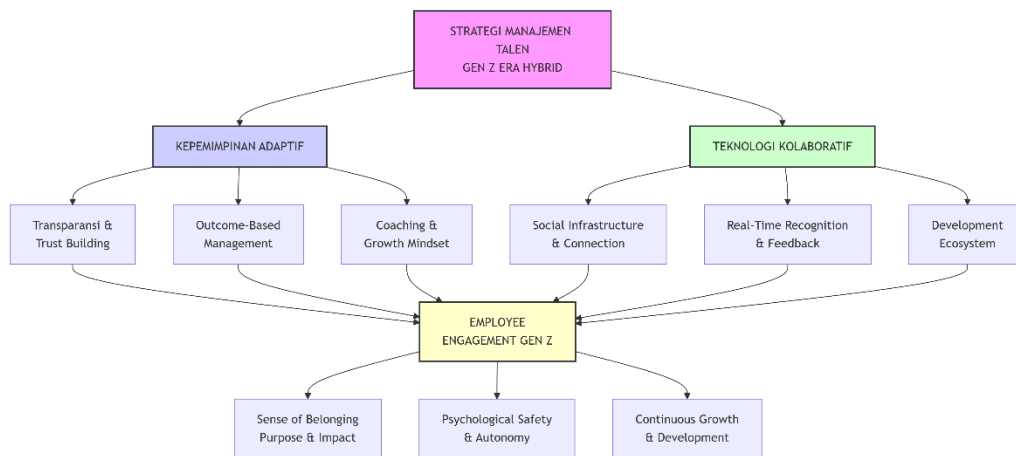 STRATEGI MANAJEMEN
TALEN
GEN Z ERA HYBRID
KEPEMIMPINAN ADAPTIF
TEKNOLOGI KOLABORATIF
Transparansi &
Trust Building
Outcome-Based
Management
Coaching &
Growth Mindset
Social Infrastructure
& Connection
Real-Time Recognition
& Feedback
Development
Ecosystem
EMPLOYEE
ENGAGEMENT GEN Z
Sense of Belonging
Purpose & Impact
Psychological Safety
& Autonomy
Continuous Growth
& Development